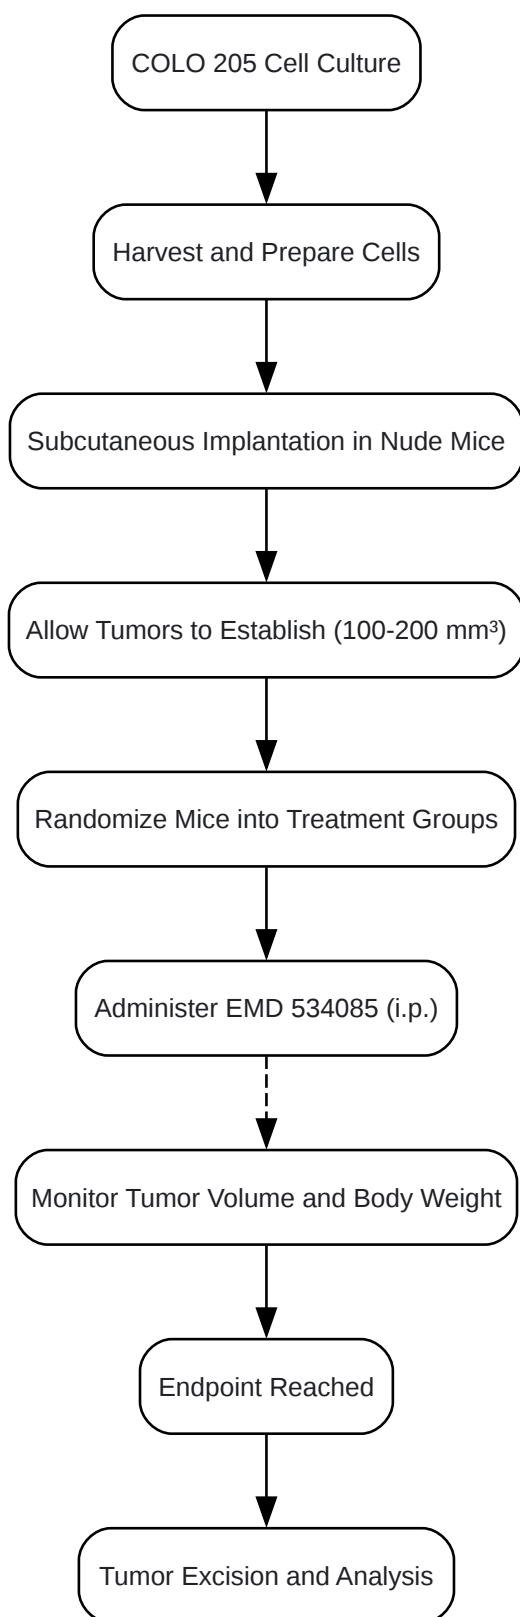 COLO 205 Cell Culture
Harvest and Prepare Cells
Subcutaneous Implantation in Nude Mice
Allow Tumors to Establish (100-200 mm³)
Randomize Mice into Treatment Groups
Administer EMD 534085 (i.p.)
Monitor Tumor Volume and Body Weight
Endpoint Reached
Tumor Excision and Analysis